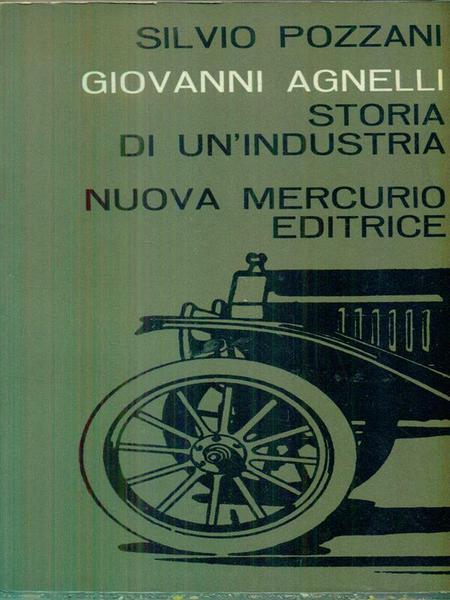 SILVIO POZZANI
GIOVANNI AGNELLI
STORIA
DI UN'INDUSTRIA
NUOVA MERCURIO
EDITRICE